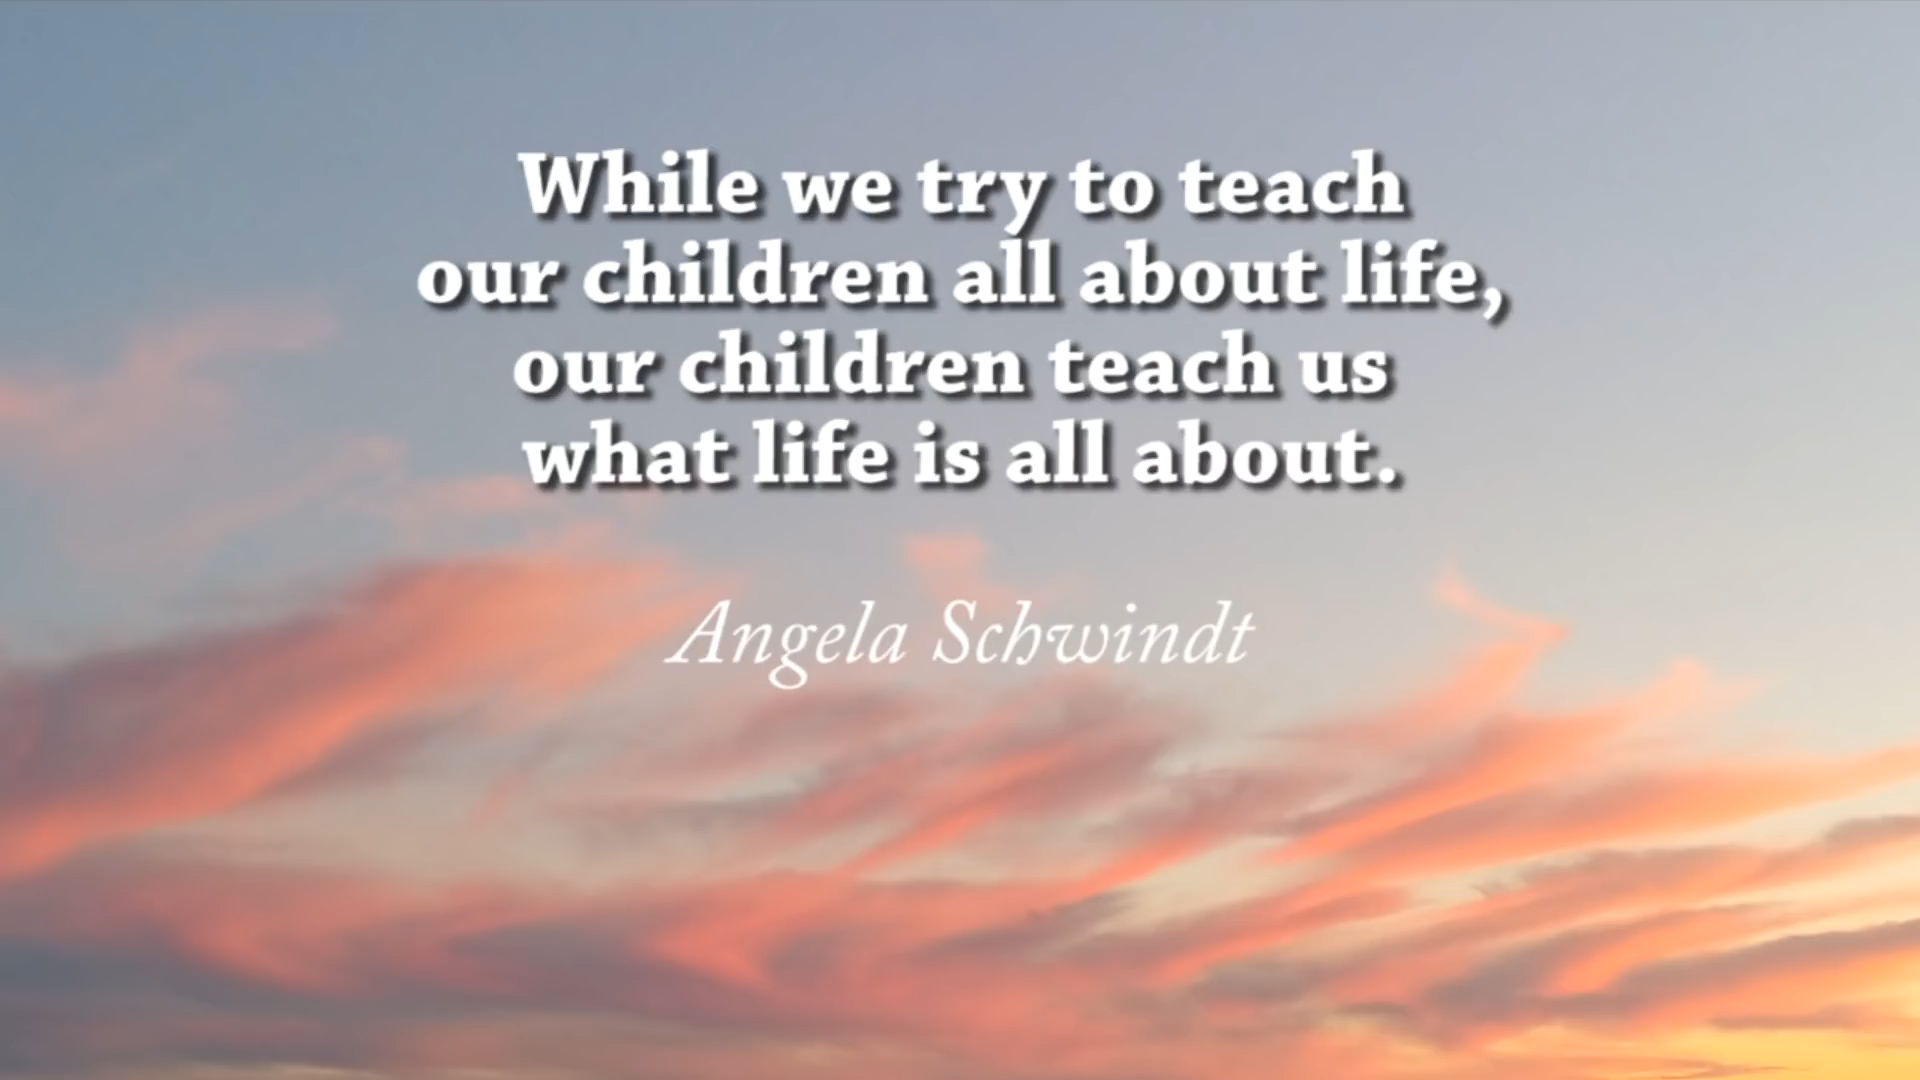 While we try to teach
our children all about life,
our children teach us
what life is all about.
Angela Schwindt